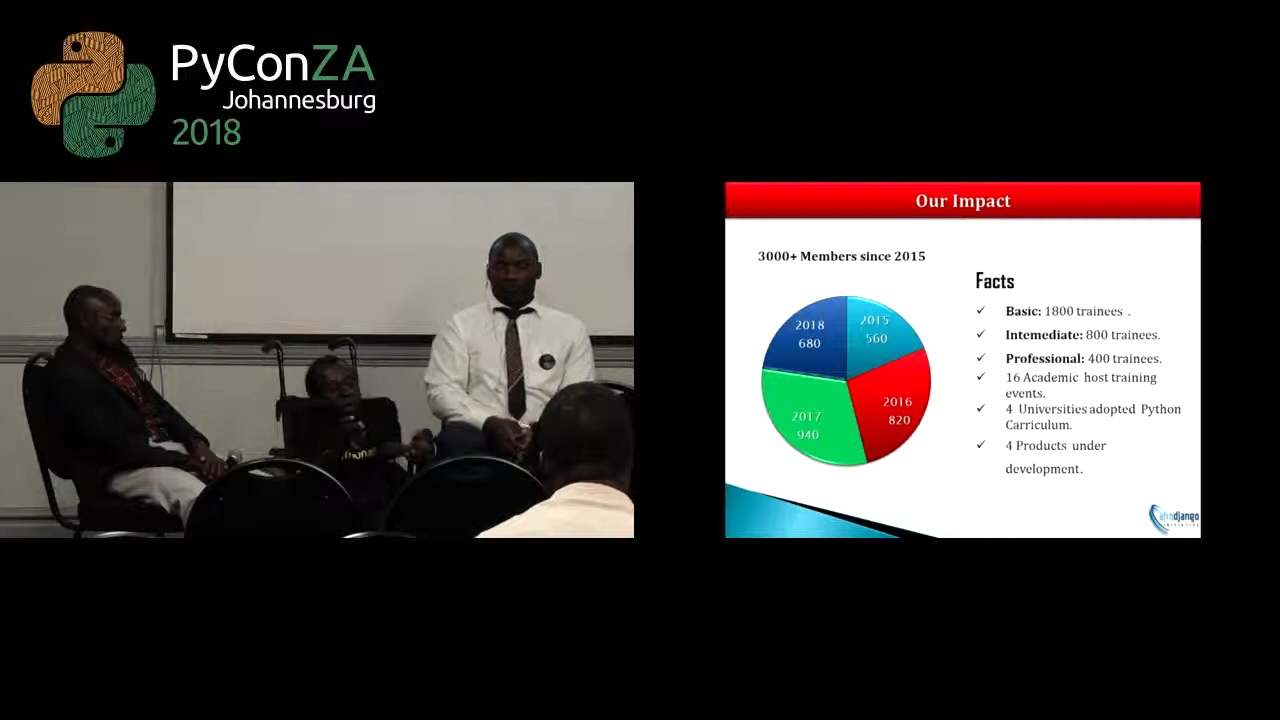 PyConZA
Johannesburg
2018
Our Impact
3000+ Members since 2015
2018
680
2015
560
2016
820
2017
940
Facts
✓ Basic: 1800 trainees .
✓ Intemediate: 800 trainees.
✓ Professional: 400 trainees.
✓ 16 Academic host training
events.
✓ 4 Universities adopted Python
Carriculum.
✓ 4 Products under
development.
afrodjango